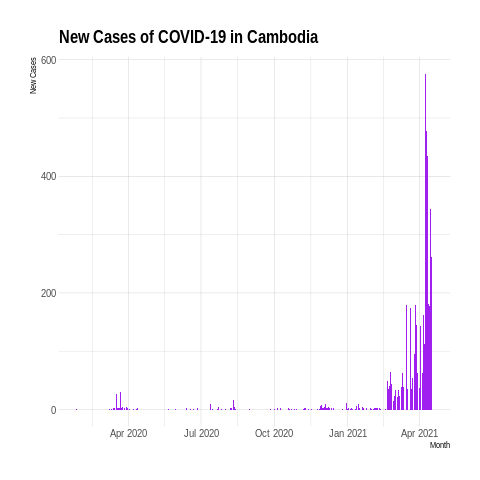 New Cases of COVID-19 in Cambodia
New Cases
600
400
200
0
Apr 2020
Jul 2020
Oct 2020
Jan 2021
Apr 2021
Month